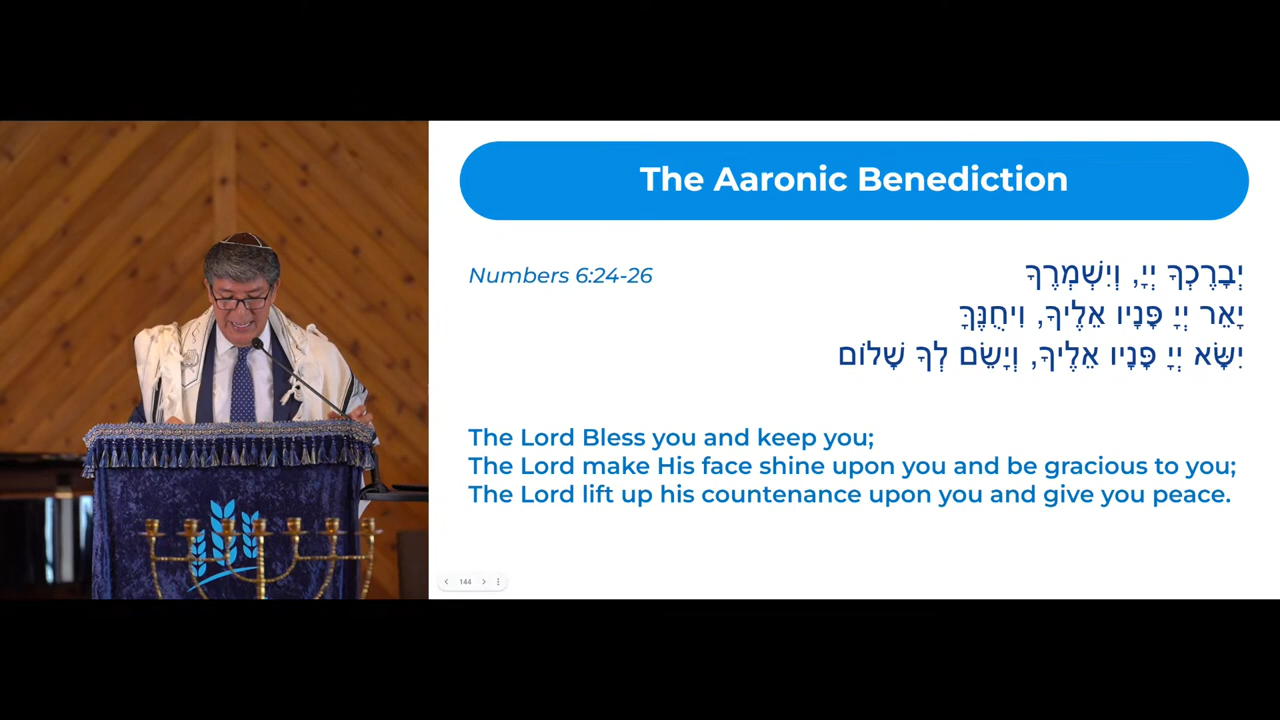 The Aaronic Benediction
Numbers 6:24-26
יְבָרֶכְךָ יְיָ, וְיִשְׁמְרֶךָ
יָאֵר יְיָ פָּנָיו אֵלֶיךָ, וִיחֻנֶּךָּ
יִשָּׂא יְיָ פָּנָיו אֵלֶיךָ, וְיָשֵׂם לְךָ שָׁלוֹם
The Lord Bless you and keep you;
The Lord make His face shine upon you and be gracious to you;
The Lord lift up his countenance upon you and give you peace.
144